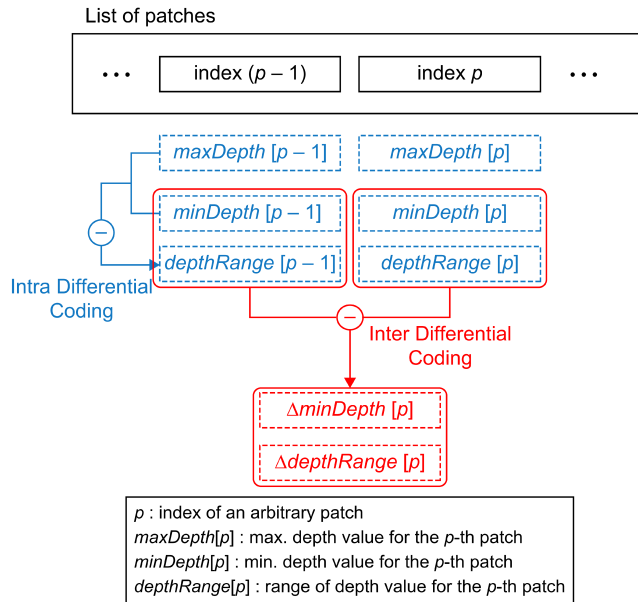 List of patches
••• index (p – 1) index p •••
maxDepth [p – 1] maxDepth [p]
minDepth [p – 1] minDepth [p]
–
depthRange [p – 1] depthRange [p]
Intra Differential
Coding
–
Inter Differential
Coding
ΔminDepth [p]
ΔdepthRange [p]
p : index of an arbitrary patch
maxDepth[p] : max. depth value for the p-th patch
minDepth[p] : min. depth value for the p-th patch
depthRange[p] : range of depth value for the p-th patch